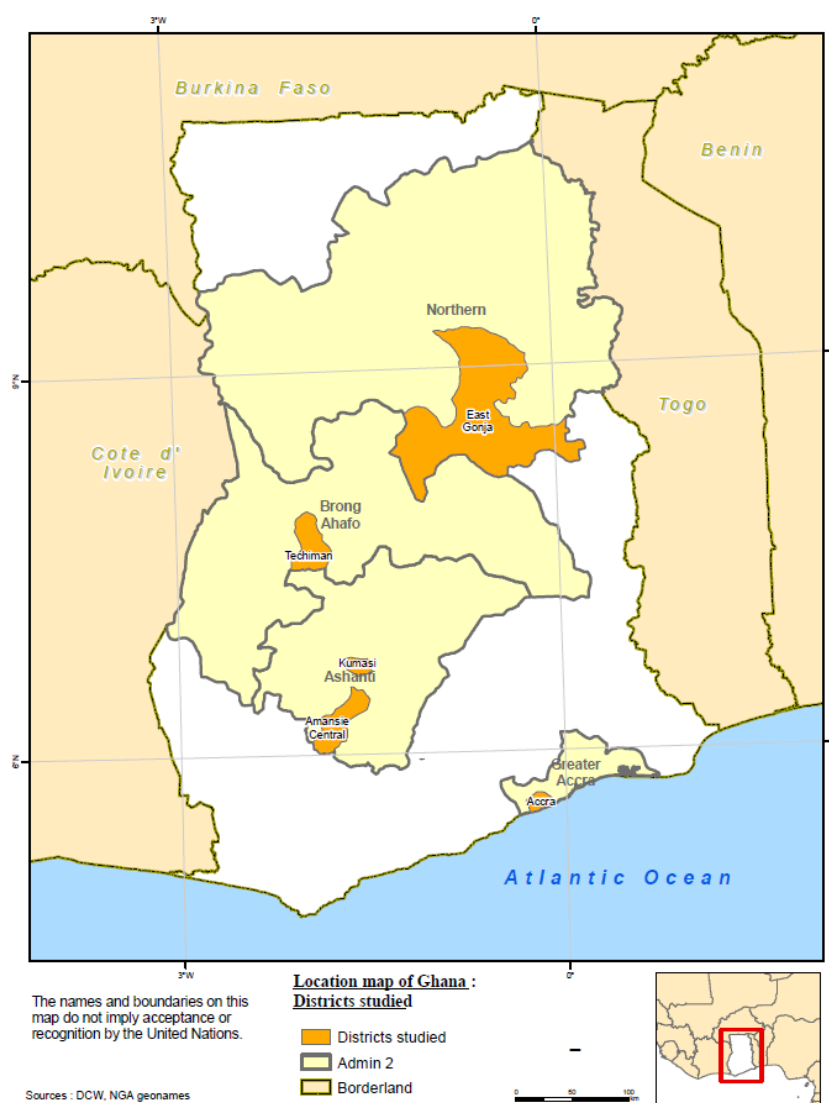 3°W
0°
Burkina Faso
Benin
Northern
9°N
East
Gonja
Togo
Cote d'
Ivoire
Brong
Ahafo
Techiman
Kumasi
Ashanti
Amansie
Central
6°N
Greater
Accra
Accra
Atlantic Ocean
3°W
0°
The names and boundaries on this
map do not imply acceptance or
recognition by the United Nations.
Sources : DCW, NGA geonames
Location map of Ghana :
Districts studied
Districts studied
Admin 2
Borderland
0
50
100
km